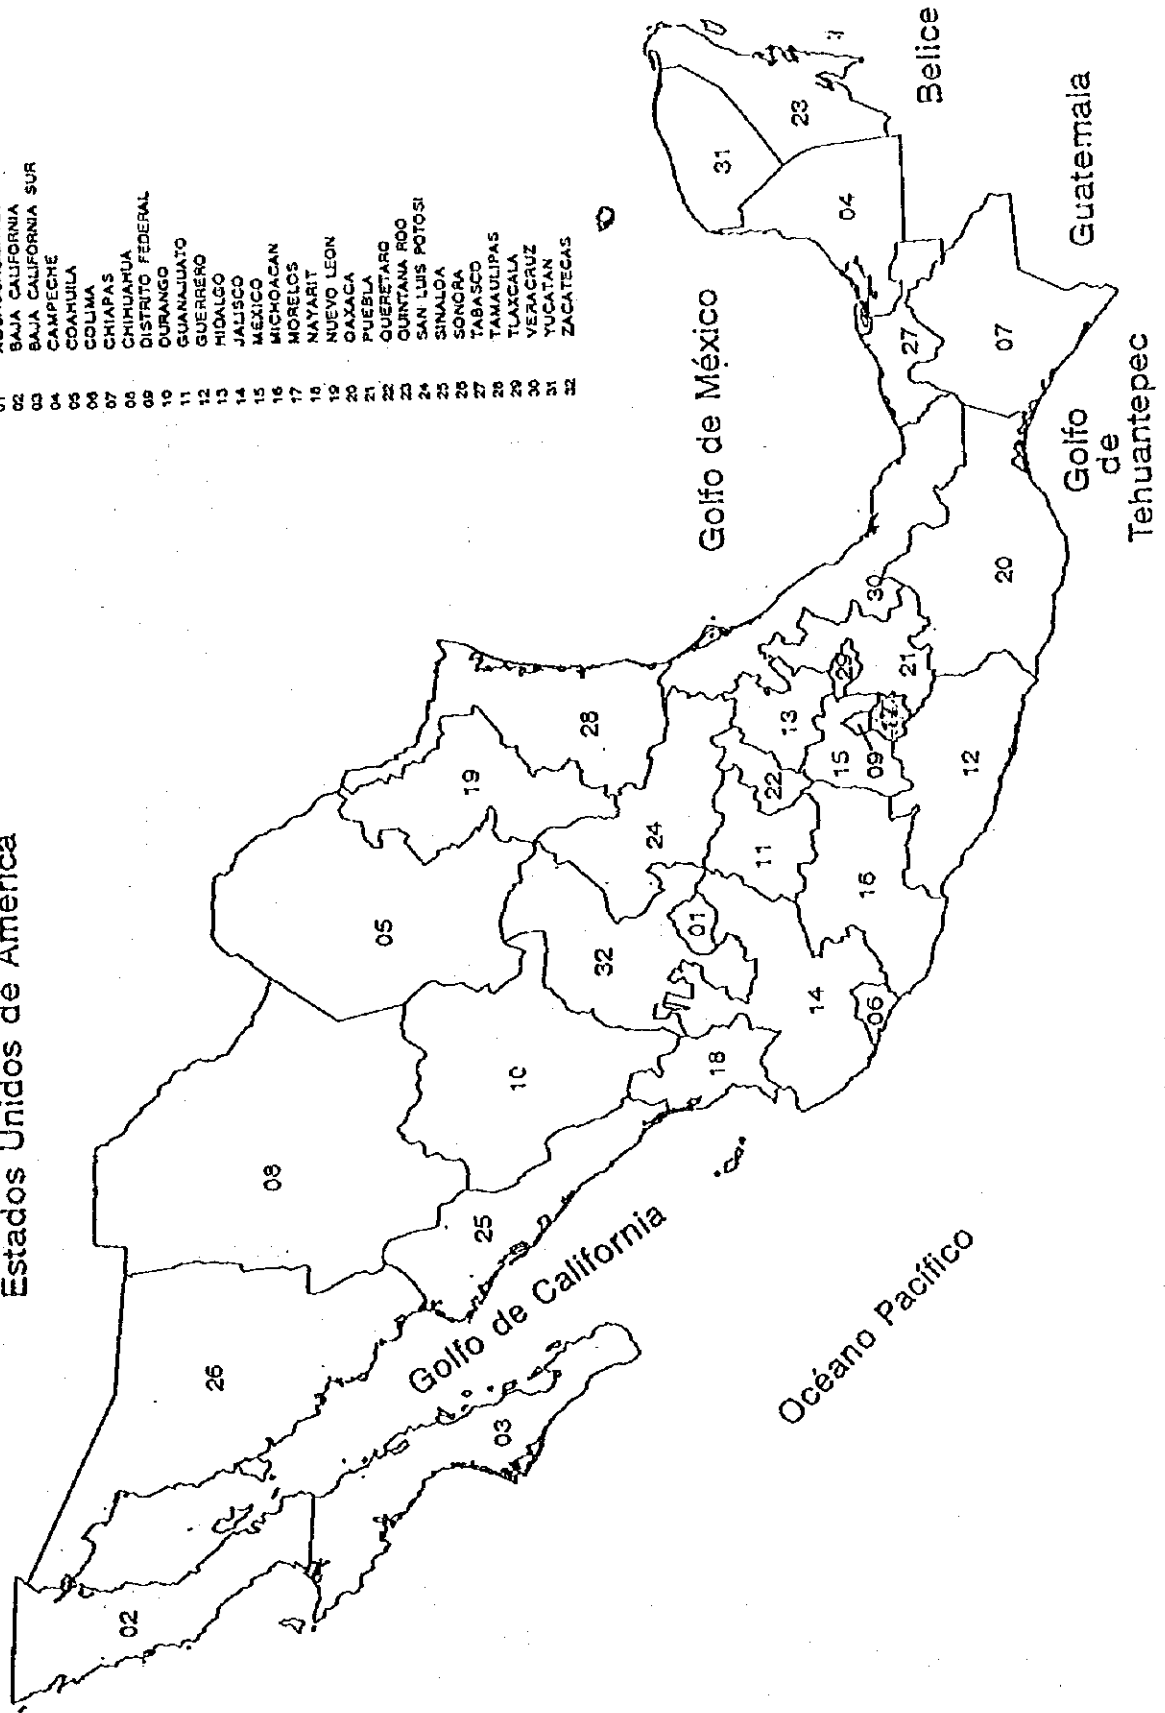 Estados Unidos de América
01
02 BAJA CALIFORNIA
03 BAJA CALIFORNIA SUR
04 CAMPECHE
05 COAHUILA
06 COLIMA
07 CHIAPAS
08 CHIHUAHUA
09 DISTRITO FEDERAL
10 DURANGO
11 GUANAJUATO
12 GUERRERO
13 HIDALGO
14 JALISCO
15 MEXICO
16 MICHOACAN
17 MORELOS
18 NAYARIT
19 NUEVO LEON
20 OAXACA
21 PUEBLA
22 QUERETARO
23 QUINTANA ROO
24 SAN LUIS POTOSI
25 SINALOA
26 SONORA
27 TABASCO
28 TAMAULIPAS
29 TLAXCALA
30 VERACRUZ
31 YUCATAN
32 ZACATECAS
02
26
08
05
03
25
10
19
28
32
24
18
01
14
06
11
22
13
16
15
09
17
29
21
30
12
20
27
07
04
31
23
Golfo de California
Océano Pacífico
Golfo de México
Golfo
de
Tehuantepec
Belice
Guatemala